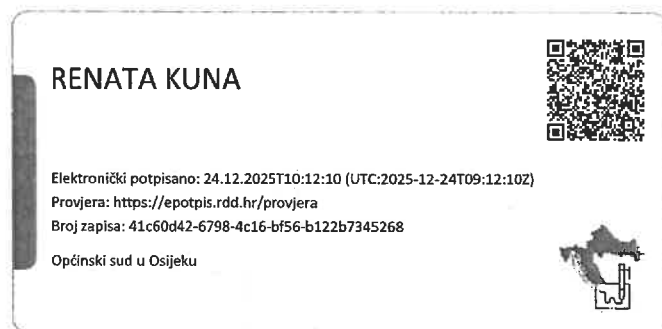 RENATA KUNA
Elektronički potpisano: 24.12.2025T10:12:10 (UTC:2025-12-24T09:12:10Z)
Provjera: https://epotpis.rdd.hr/provjera
Broj zapisa: 41c60d42-6798-4c16-bf56-b122b7345268
Općinski sud u Osijeku